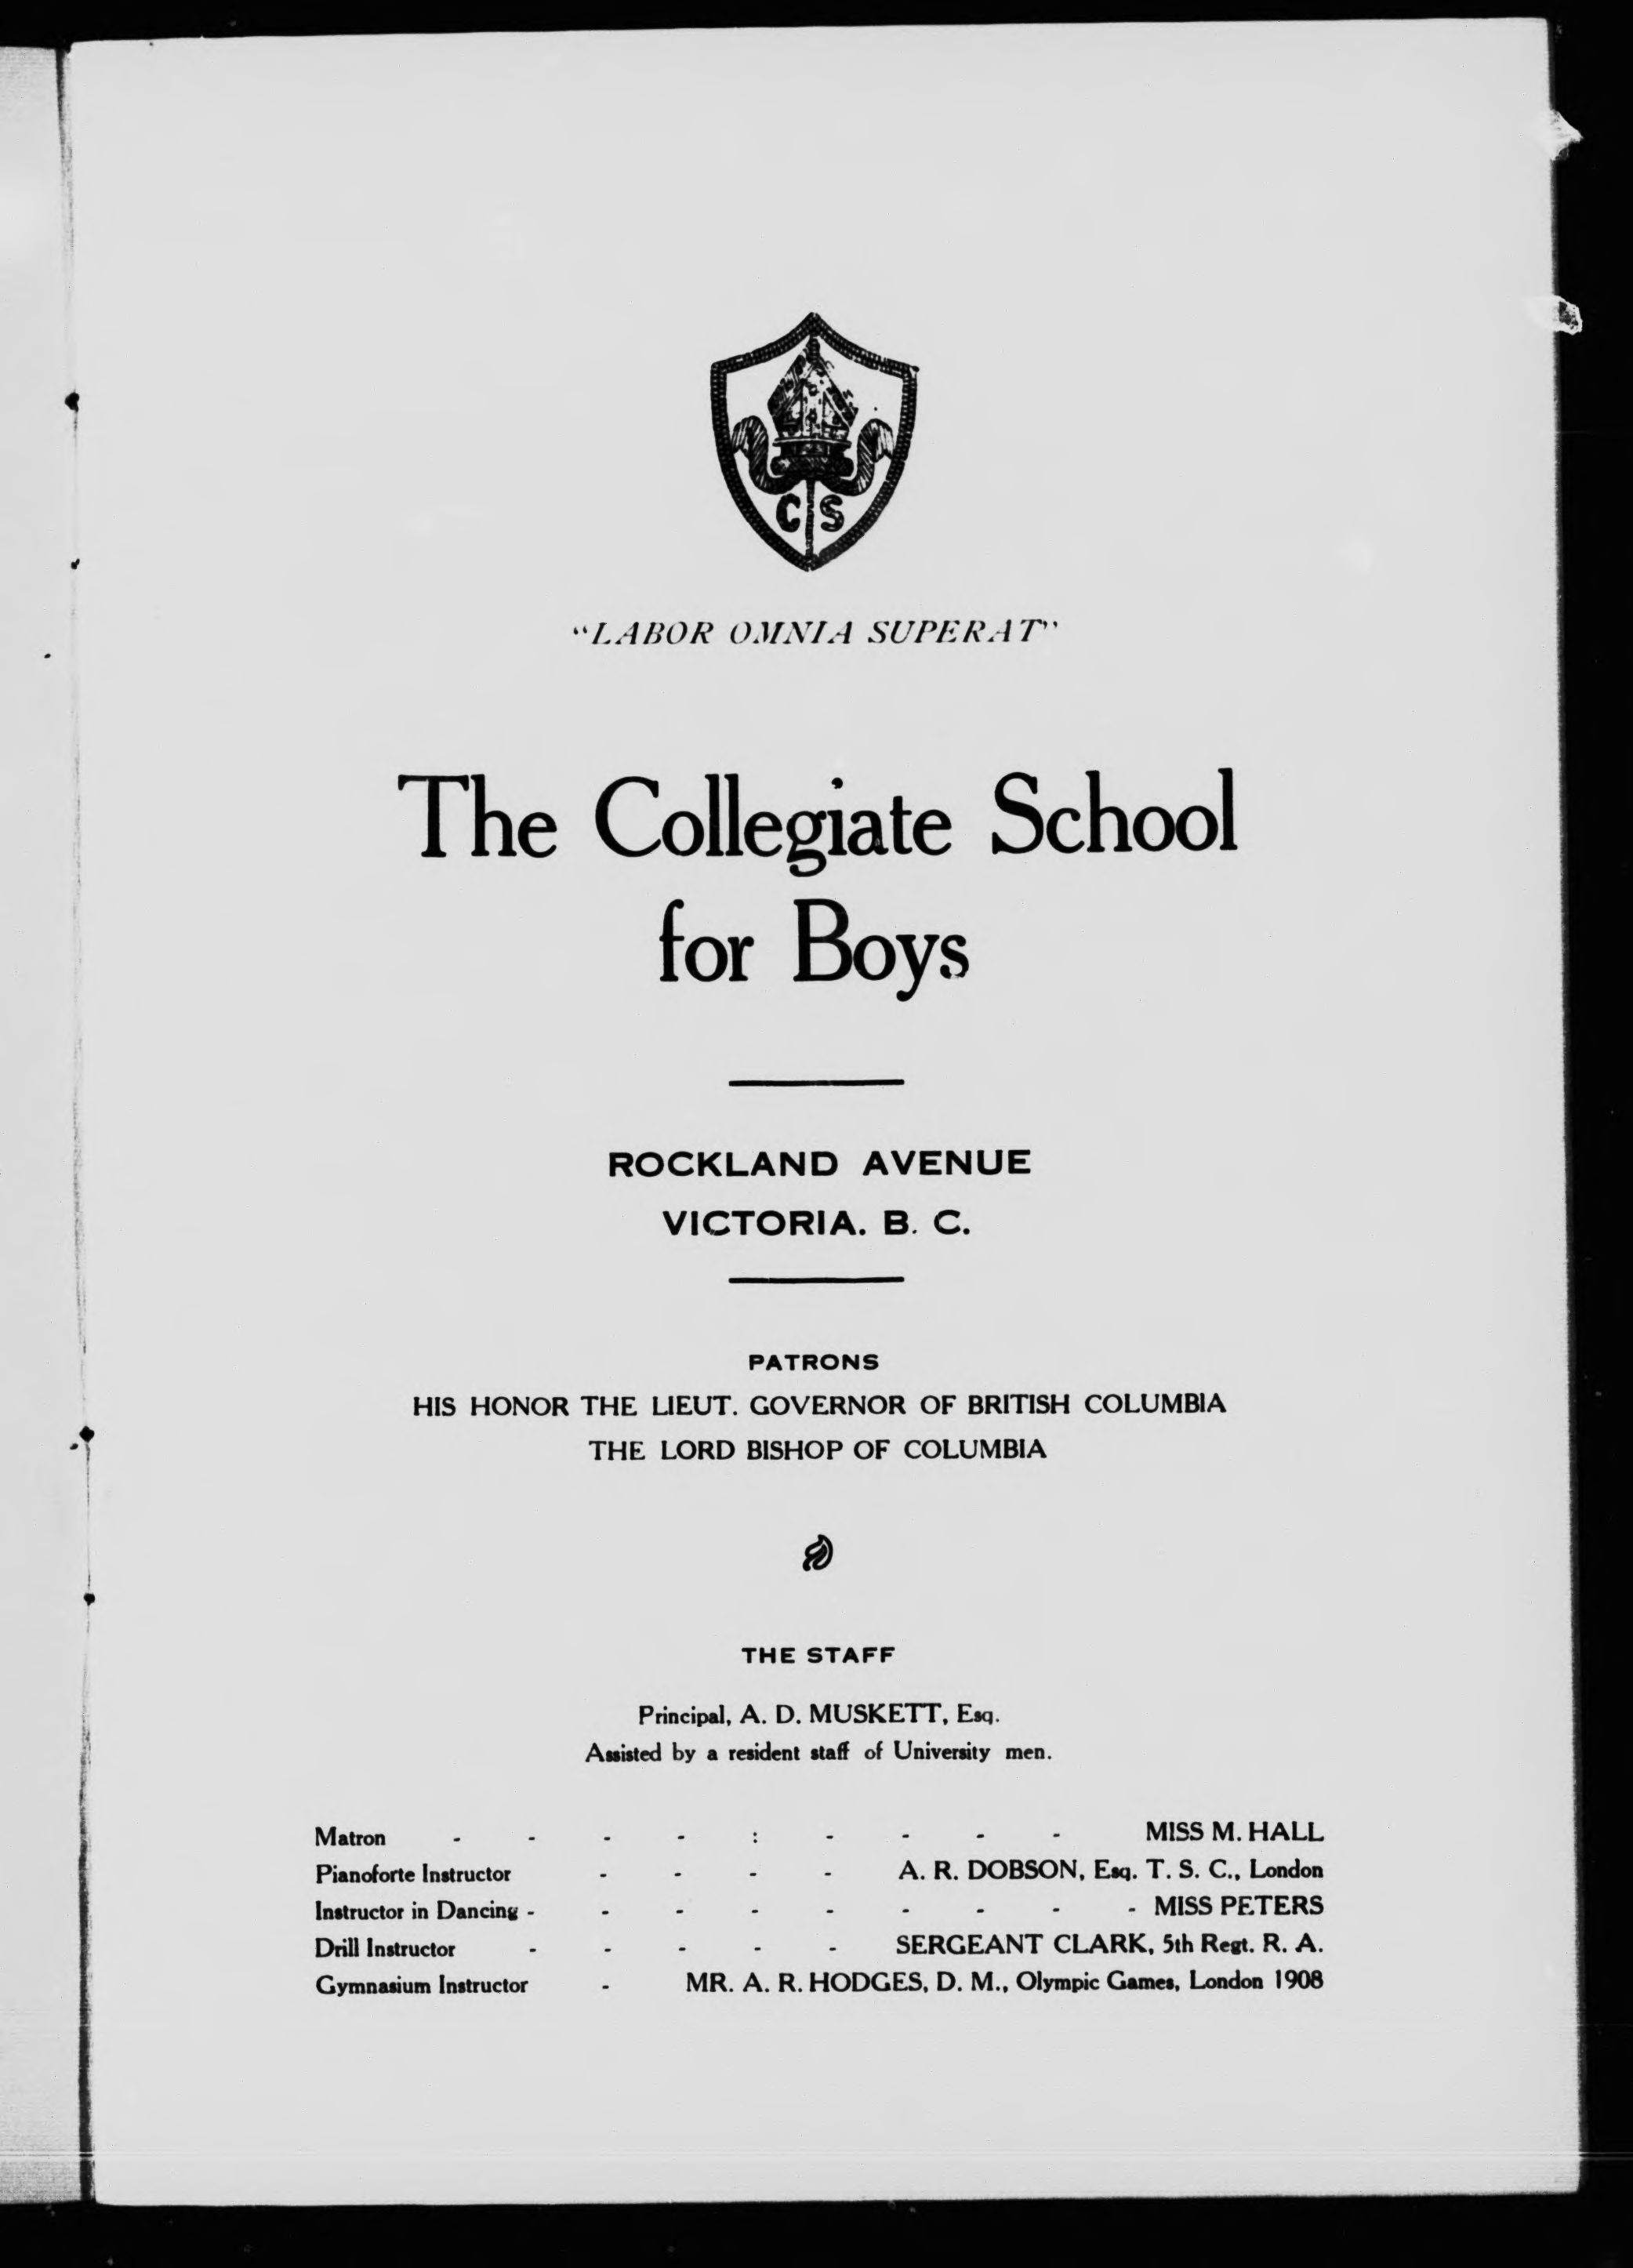 C S
"LABOR OMNIA SUPERAT"
The Collegiate School
for Boys
ROCKLAND AVENUE
VICTORIA. B. C.
PATRONS
HIS HONOR THE LIEUT. GOVERNOR OF BRITISH COLUMBIA
THE LORD BISHOP OF COLUMBIA
THE STAFF
Principal, A. D. MUSKETT, Esq.
Assisted by a resident staff of University men.
Matron - - - - : - - - - MISS M. HALL
Pianoforte Instructor - - - - A. R. DOBSON, Esq. T. S. C., London
Instructor in Dancing - - - - - - - - - MISS PETERS
Drill Instructor - - - - - SERGEANT CLARK, 5th Regt. R. A.
Gymnasium Instructor - MR. A. R. HODGES, D. M., Olympic Games, London 1908